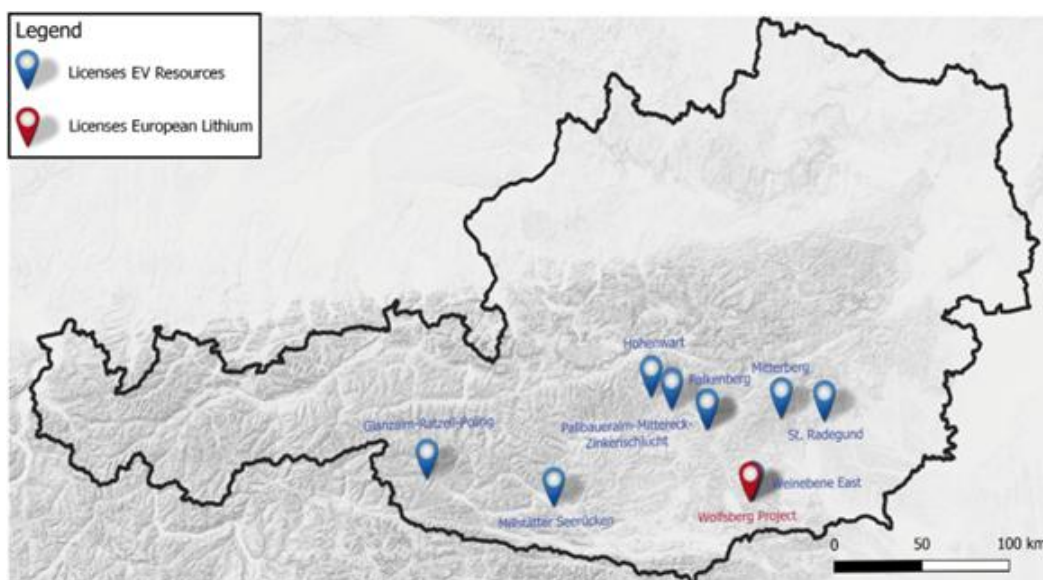 Legend
Licenses EV Resources
Licenses European Lithium
Hohenwart
Falkenberg
Mitterberg
Glanzalm-Ratzell-Poling
Pallbaueralm-Mittereck-
Zinkenschlucht
St. Radegund
Weinebene East
Millstätter Seerücken
Wolfsberg Project
0 50 100 km